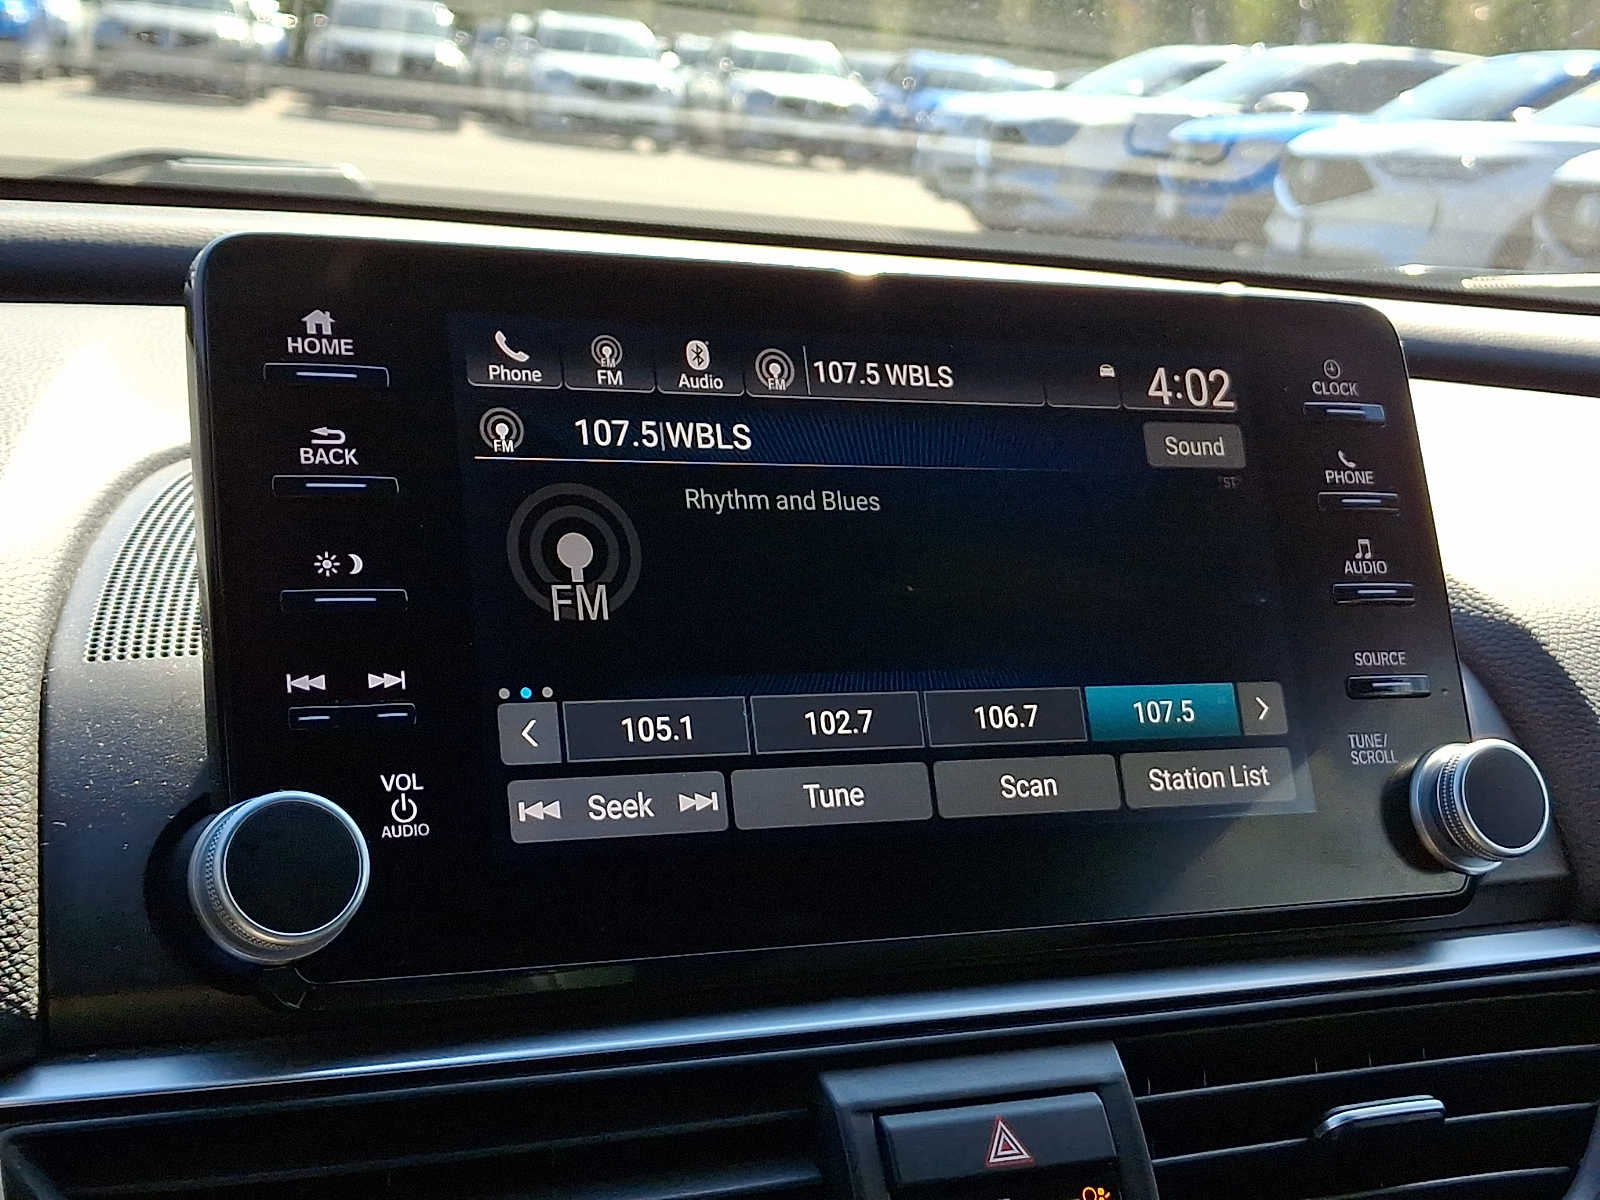 HOME
BACK
VOL
AUDIO
Phone
FM
FM
Audio
FM
107.5 WBLS
4:02
FM
107.5|WBLS
Sound
ST
Rhythm and Blues
FM
105.1
102.7
106.7
107.5
Seek
Tune
Scan
Station List
CLOCK
PHONE
AUDIO
SOURCE
TUNE/
SCROLL